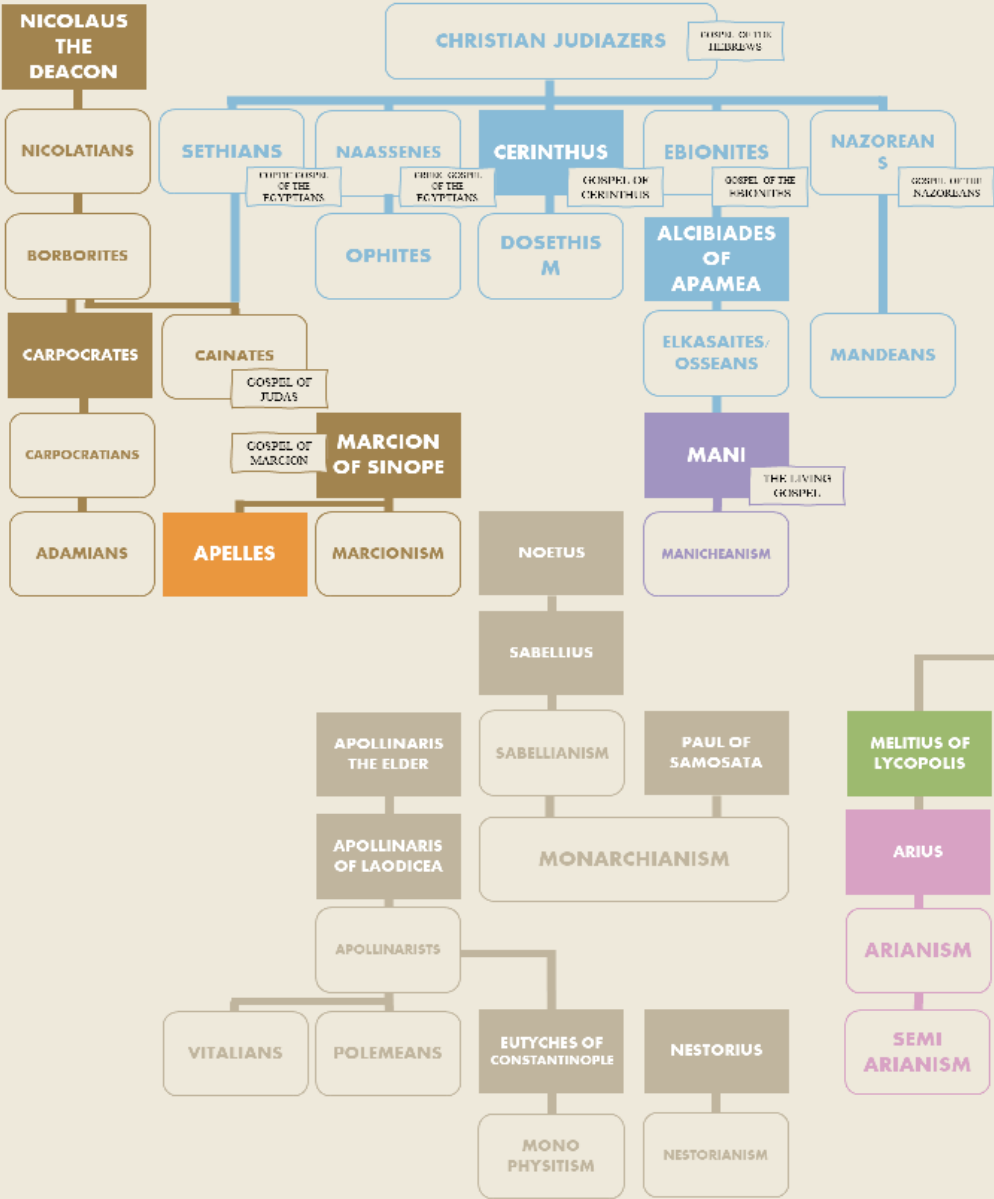 NICOLAUS
THE
DEACON
CHRISTIAN JUDIAZERS
GOSPEL OF THE
HEBREWS
NICOLATIANS
SETHIANS
COPTIC GOSPEL
OF THE
EGYPTIANS
NAASSENES
GREEK GOSPEL
OF THE
EGYPTIANS
CERINTHUS
GOSPEL OF
CERINTHUS
EBIONITES
GOSPEL OF THE
EBIONITES
NAZOREAN
S
GOSPEL OF THE
NAZOREANS
BORBORITES
OPHITES
DOSETHIS
M
ALCIBIADES
OF
APAMEA
CARPOCRATES
CAINATES
GOSPEL OF
JUDAS
ELKASAITES/
OSSEANS
MANDEANS
CARPOCRATIANS
GOSPEL OF
MARCION
MARCION
OF SINOPE
MANI
THE LIVING
GOSPEL
ADAMIANS
APELLES
MARCIONISM
NOETUS
MANICHEANISM
SABELLIUS
APOLLINARIS
THE ELDER
SABELLIANISM
PAUL OF
SAMOSATA
MELITIUS OF
LYCOPOLIS
APOLLINARIS
OF LAODICEA
MONARCHIANISM
ARIUS
APOLLINARISTS
ARIANISM
VITALIANS
POLEMEANS
EUTYCHES OF
CONSTANTINOPLE
NESTORIUS
SEMI
ARIANISM
MONO
PHYSITISM
NESTORIANISM